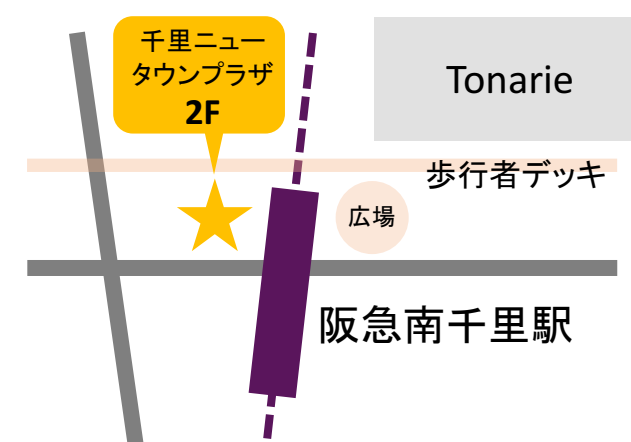 千里ニュー
タウンプラザ
2F
Tonarie
歩行者デッキ
広場
阪急南千里駅